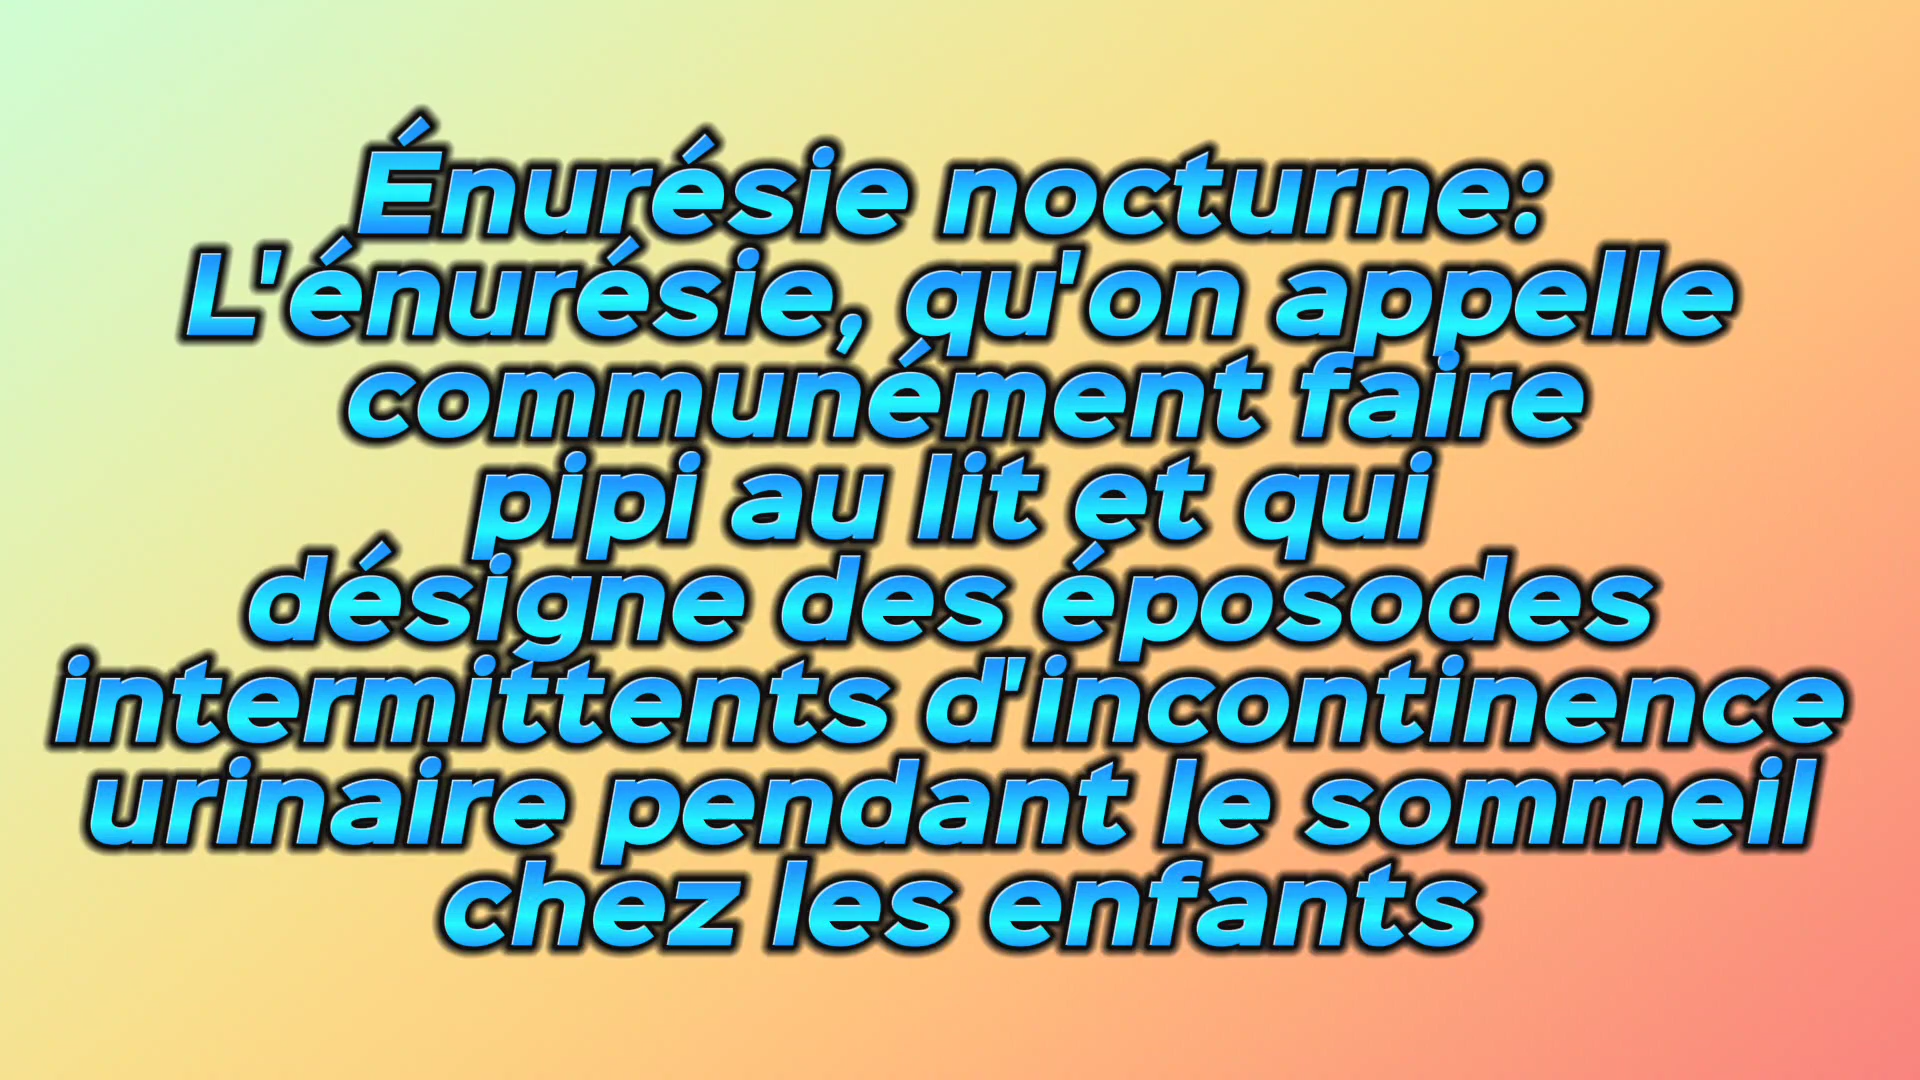 Énurésie nocturne:
L'énurésie, qu'on appelle
communément faire
pipi au lit et qui
désigne des éposodes
intermittents d'incontinence
urinaire pendant le sommeil
chez les enfants